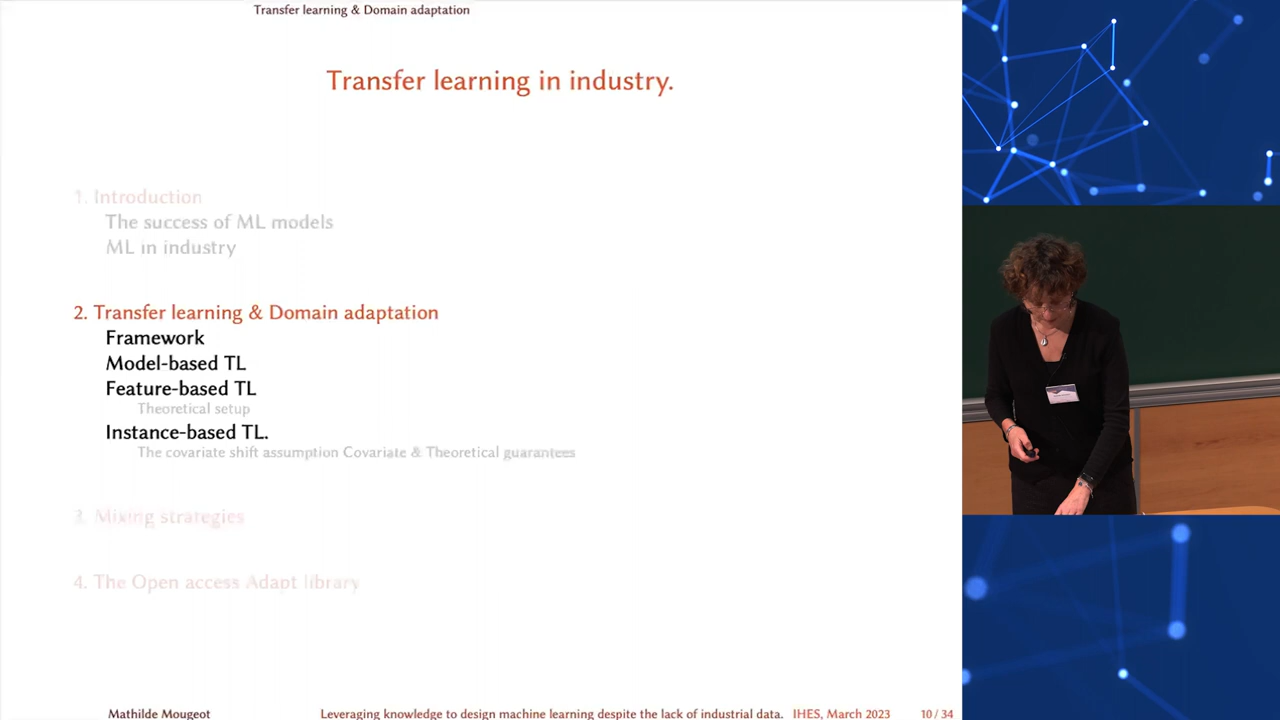 Transfer learning & Domain adaptation
Transfer learning in industry.
1. Introduction
The success of ML models
ML in industry
2. Transfer learning & Domain adaptation
Framework
Model-based TL
Feature-based TL
Theoretical setup
Instance-based TL.
The covariate shift assumption Covariate & Theoretical guarantees
3. Mixing strategies
4. The Open access Adapt library
Mathilde Mougeot
Leveraging knowledge to design machine learning despite the lack of industrial data. IHES, March 2023 10 / 34